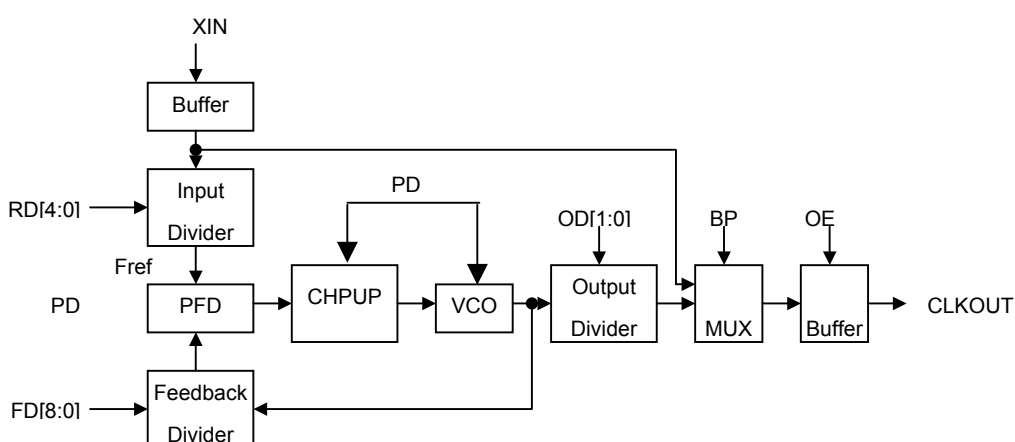 XIN
Buffer
Input
Divider
RD[4:0]
PD
OD[1:0]
BP
OE
Fref
PD
PFD
CHPUP
VCO
Output
Divider
MUX
Buffer
CLKOUT
FD[8:0]
Feedback
Divider